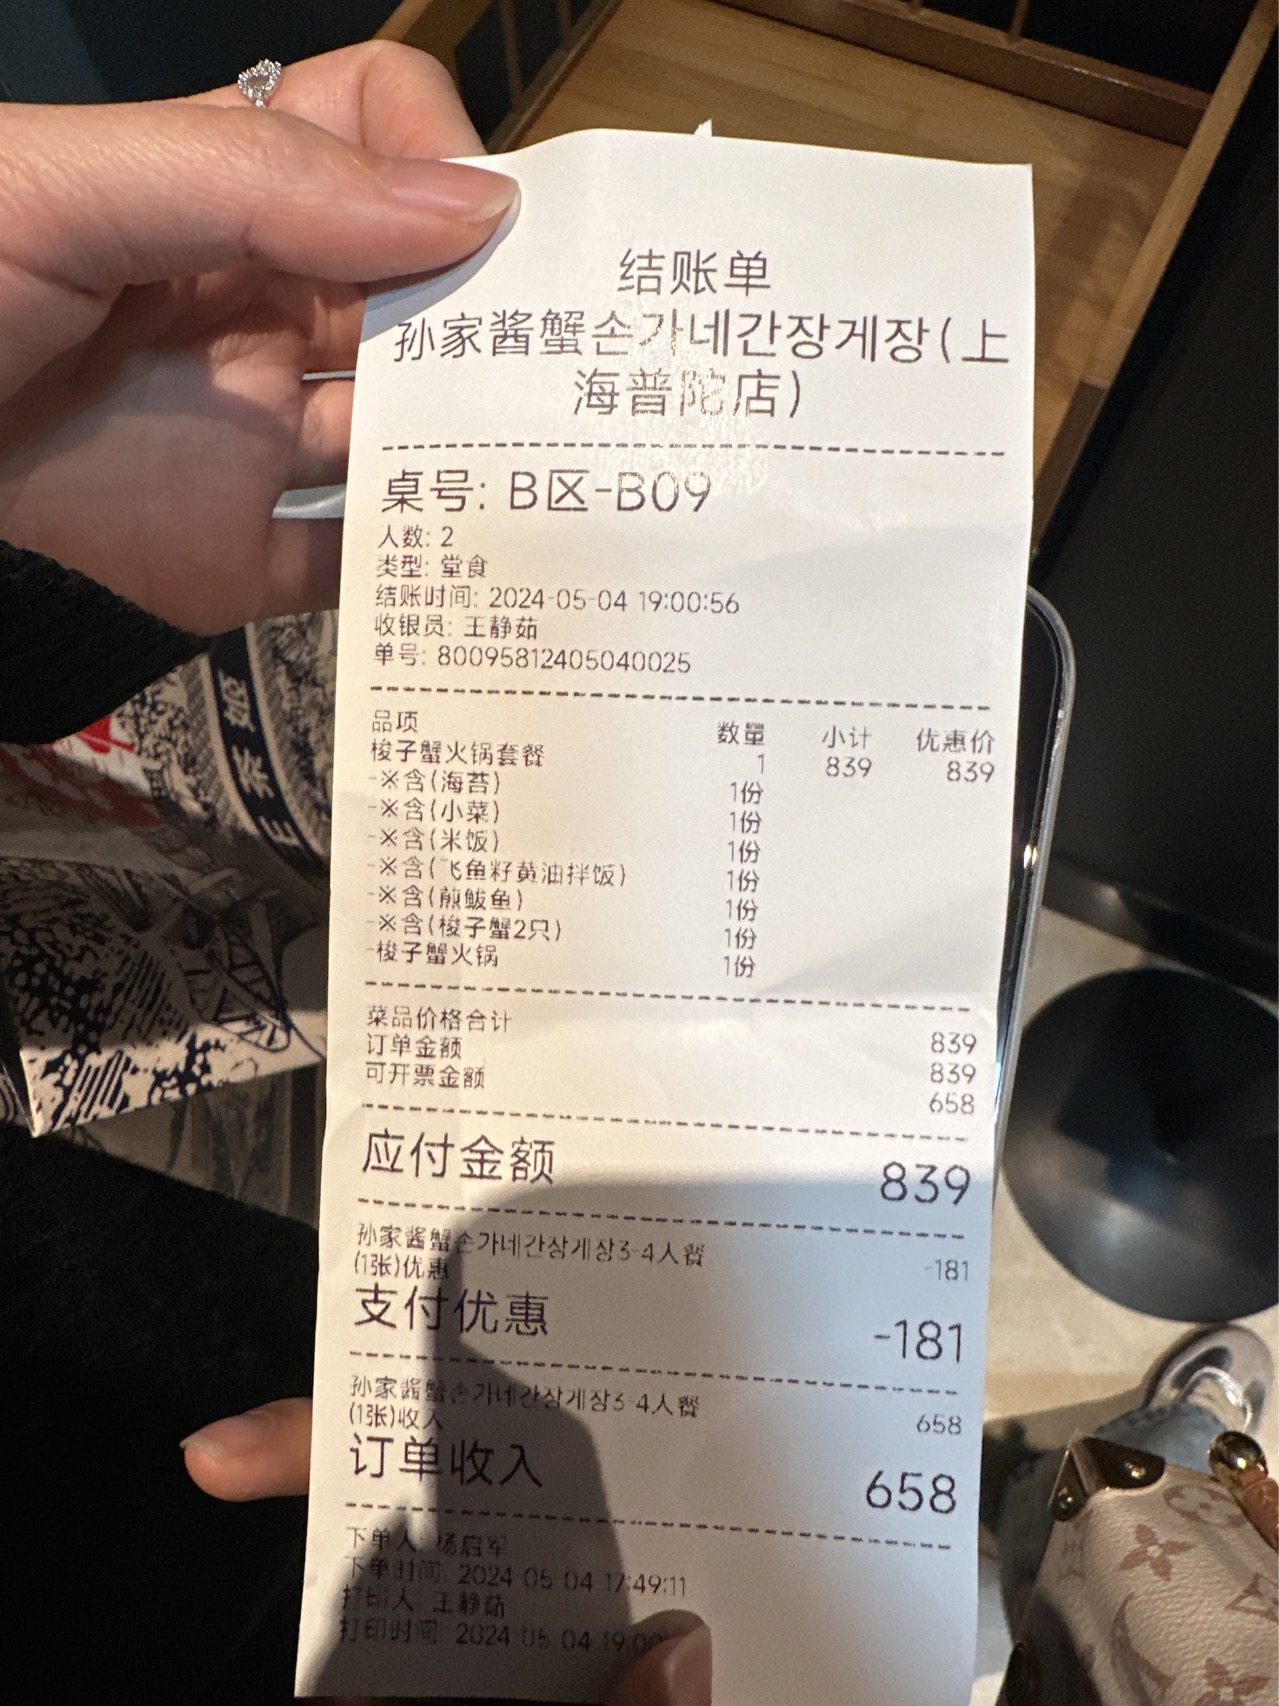 结账单
孙家酱蟹손가네간장게장(上
海普陀店)
桌号: B区-B09
人数: 2
类型: 堂食
结账时间: 2024-05-04 19:00:56
收银员: 王静茹
单号: 80095812405040025
品项 数量 小计 优惠价
梭子蟹火锅套餐 1 839 839
-※含(海苔) 1份
-※含(小菜) 1份
-※含(米饭) 1份
-※含(飞鱼籽黄油拌饭) 1份
-※含(煎鲅鱼) 1份
-※含(梭子蟹2只) 1份
-梭子蟹火锅 1份
菜品价格合计 839
订单金额 839
可开票金额 658
应付金额 839
孙家酱蟹손가네간장게장3-4人餐
(1张)优惠 -181
支付优惠 -181
孙家酱蟹손가네간장게장3-4人餐
(1张)收入 658
订单收入 658
下单人: 杨启军
下单时间: 2024-05-04 17:49:11
打印人: 王静茹
打印时间: 2024-05-04 19:00